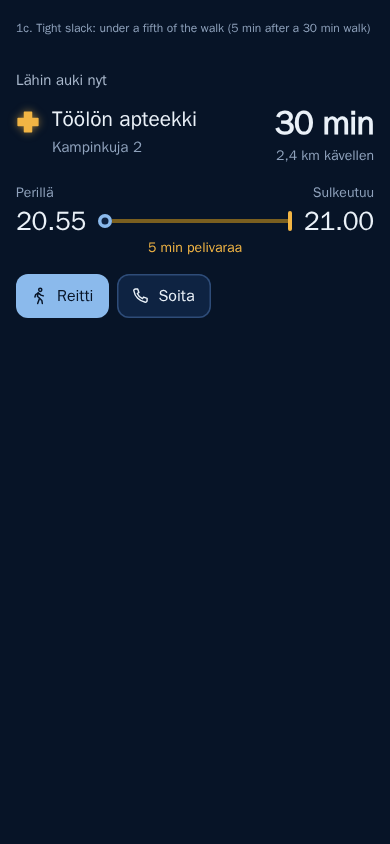 1c. Tight slack: under a fifth of the walk (5 min after a 30 min walk)
Lähin auki nyt
Töölön apteekki
30 min
Kampinkuja 2
2,4 km kävellen
Perillä
Sulkeutuu
20.55
21.00
5 min pelivaraa
Reitti
Soita